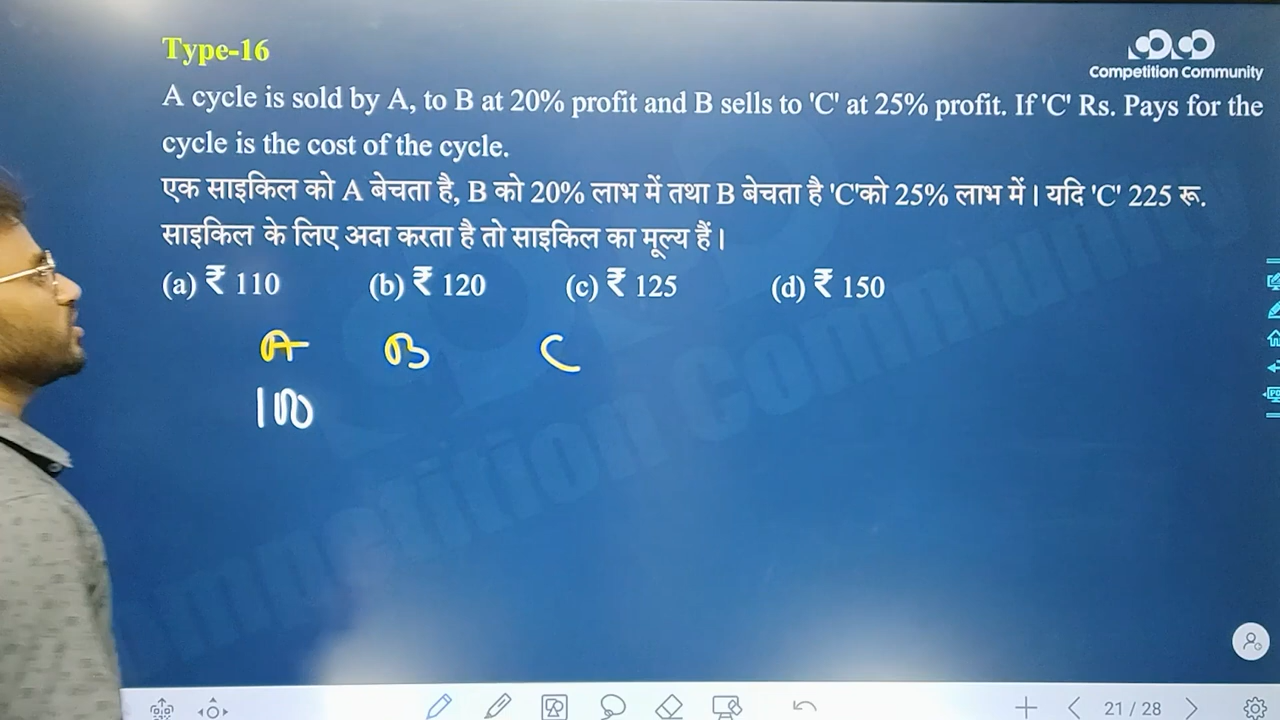 Type-16
Competition Community
A cycle is sold by A, to B at 20% profit and B sells to 'C' at 25% profit. If 'C' Rs. Pays for the
cycle is the cost of the cycle.
एक साइकिल को A बेचता है, B को 20% लाभ में तथा B बेचता है 'C'को 25% लाभ में। यदि 'C' 225 रू.
साइकिल के लिए अदा करता है तो साइकिल का मूल्य हैं।
(a) ₹ 110 (b) ₹ 120 (c) ₹ 125 (d) ₹ 150
A B C
100
21 / 28